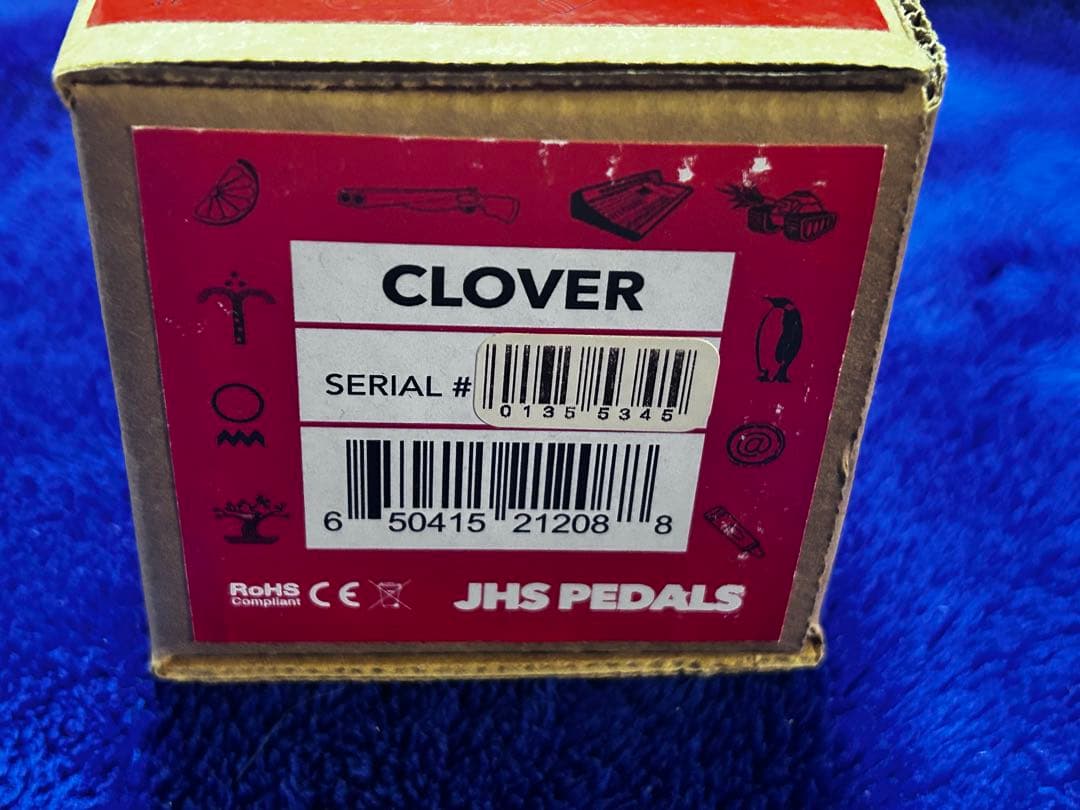 CLOVER
SERIAL #
0135 5345
6 50415 21208 8
RoHS
Compliant CE
JHS PEDALS
@